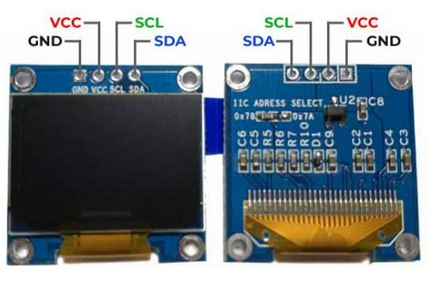 VCC SCL
GND SDA
GND VCC SCL SDA
SCL VCC
SDA GND
IIC ADRESS SELECT
U2 C8
0x78 0x7A
C6 C5 R5 R6 R7 R10 D1 C9 C2 C1 C4 C3